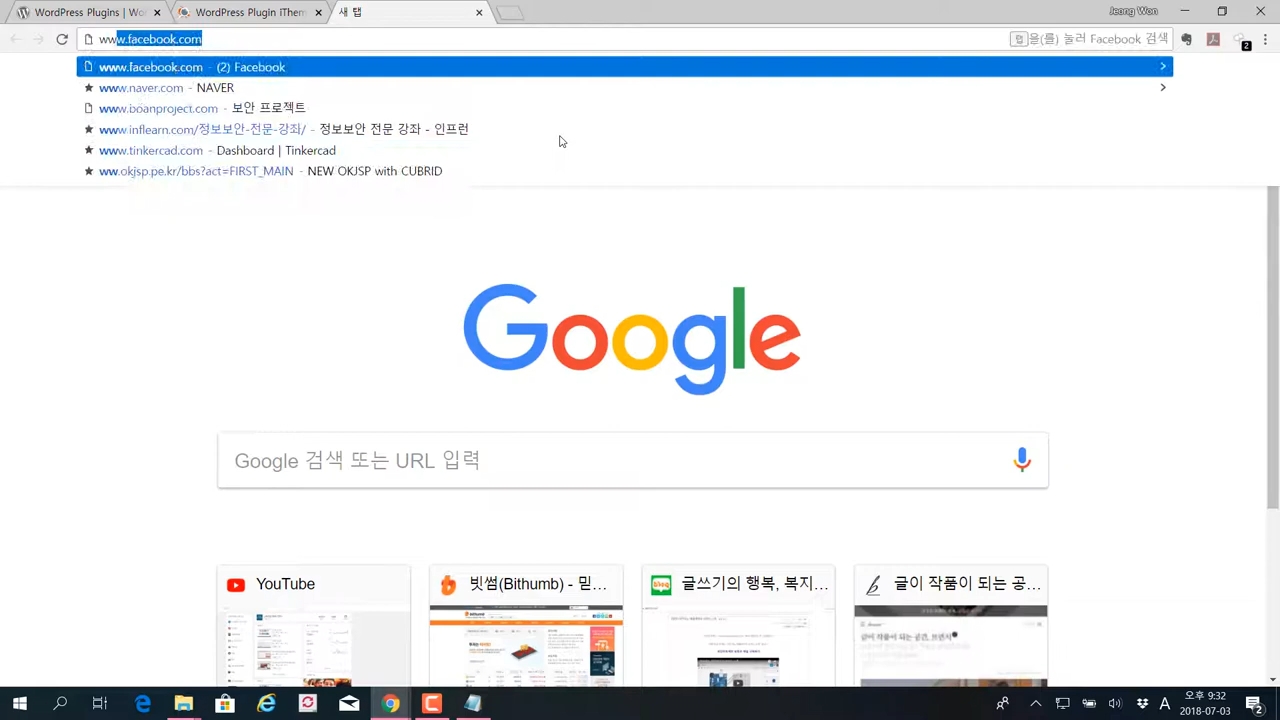 WordPress Plugins | Wo
WordPress Plugin iThem
새 탭
Jeong Won
www.facebook.com
탭 을(를) 눌러 Facebook 검색
2
www.facebook.com - (2) Facebook
www.naver.com - NAVER
www.boanproject.com - 보안 프로젝트
www.inflearn.com/정보보안-전문-강좌/ - 정보보안 전문 강좌 - 인프런
www.tinkercad.com - Dashboard | Tinkercad
www.okjsp.pe.kr/bbs?act=FIRST_MAIN - NEW OKJSP with CUBRID
Google
Google 검색 또는 URL 입력
YouTube
빗썸(Bithumb) - 믿...
글쓰기의 행복, 복지...
글이 작품이 되는 공...
A
오후 9:32
2018-07-03
2